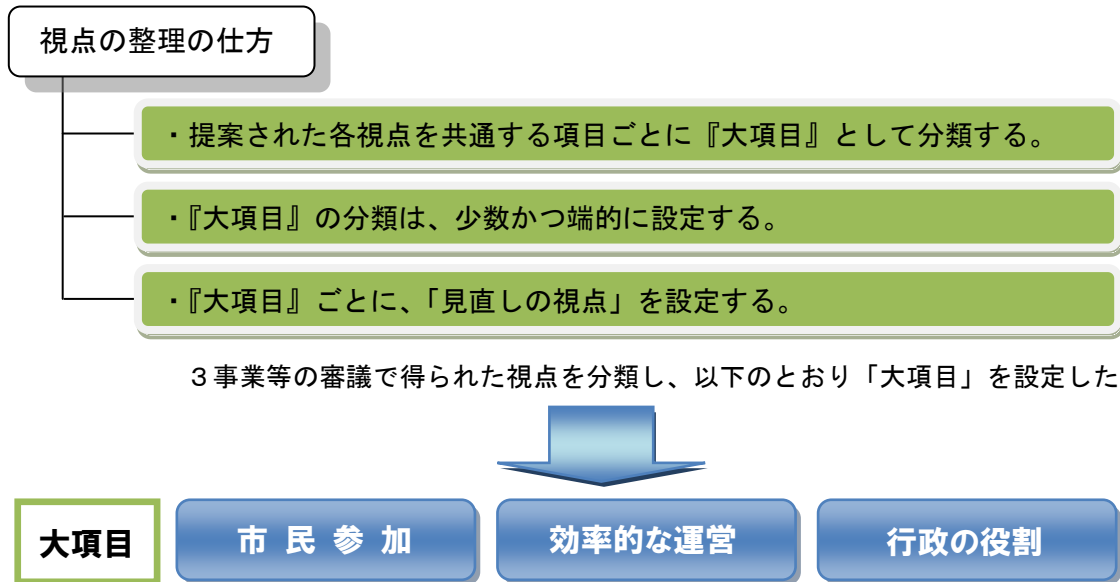 視点の整理の仕方
・提案された各視点を共通する項目ごとに『大項目』として分類する。
・『大項目』の分類は、少数かつ端的に設定する。
・『大項目』ごとに、「見直しの視点」を設定する。
３事業等の審議で得られた視点を分類し、以下のとおり「大項目」を設定した
大項目 市 民 参 加 効率的な運営 行政の役割